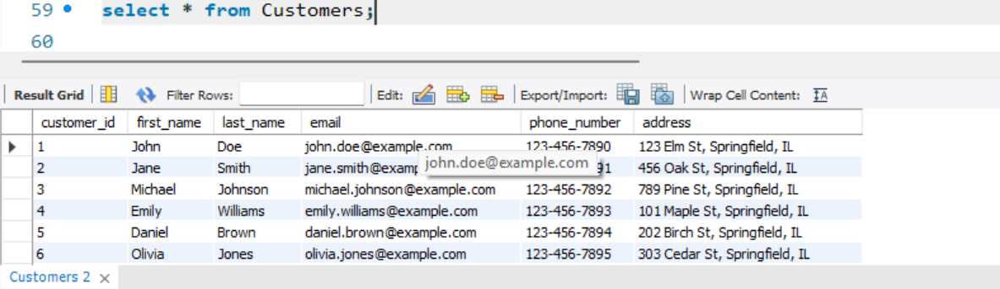 59 select * from Customers;
60
Result Grid Filter Rows: Edit: Export/Import: Wrap Cell Content: IA
customer_id first_name last_name email phone_number address
1 John Doe john.doe@example.com 123-456-7890 123 Elm St, Springfield, IL
john.doe@example.com
2 Jane Smith jane.smith@examp 91 456 Oak St, Springfield, IL
3 Michael Johnson michael.johnson@example.com 123-456-7892 789 Pine St, Springfield, IL
4 Emily Williams emily.williams@example.com 123-456-7893 101 Maple St, Springfield, IL
5 Daniel Brown daniel.brown@example.com 123-456-7894 202 Birch St, Springfield, IL
6 Olivia Jones olivia.jones@example.com 123-456-7895 303 Cedar St, Springfield, IL
Customers 2